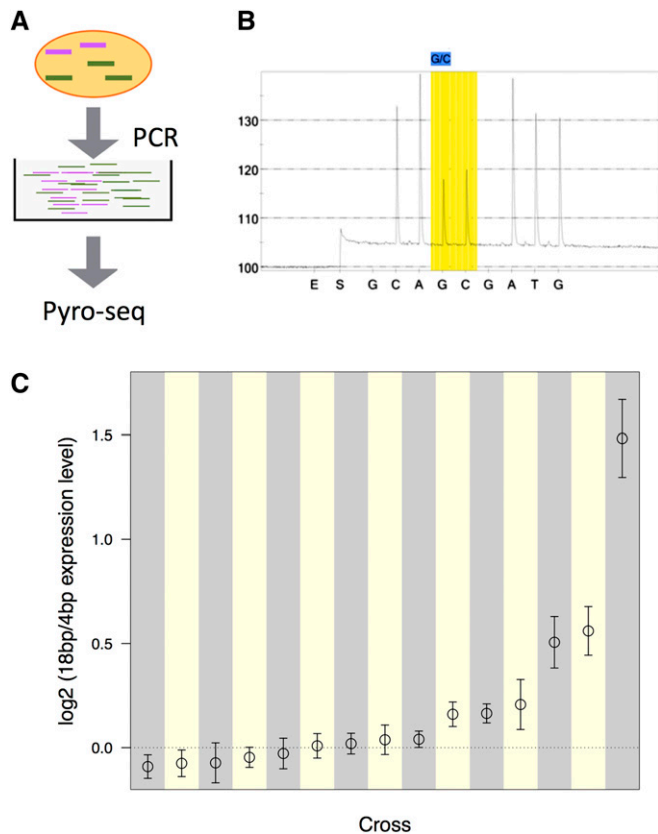 A
PCR
Pyro-seq
B
G/C
130
120
110
100
E S G C A G C G A T G
C
log2 (18bp/4bp expression level)
1.5
1.0
0.5
0.0
Cross